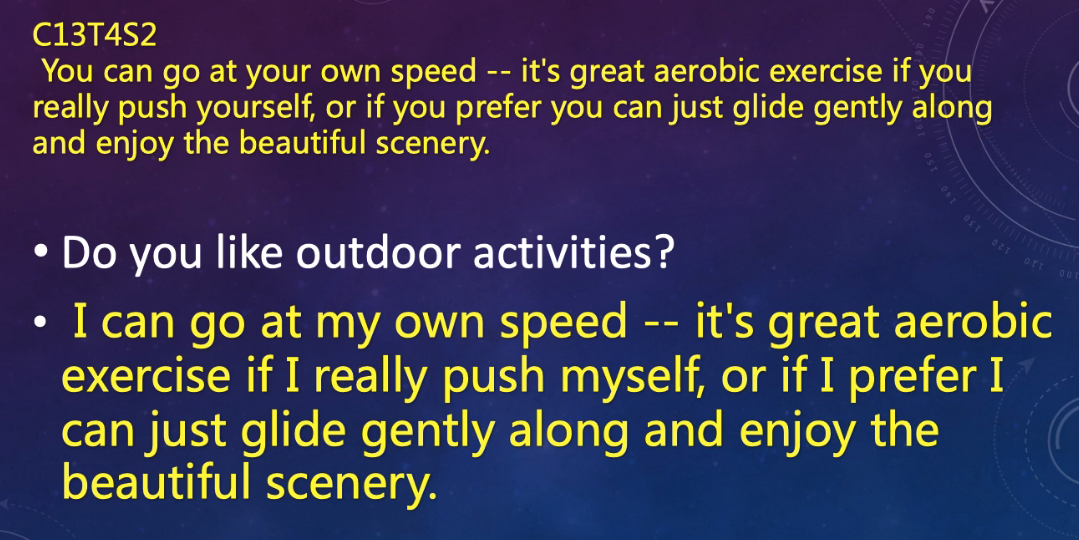 C13T4S2
You can go at your own speed -- it's great aerobic exercise if you
really push yourself, or if you prefer you can just glide gently along
and enjoy the beautiful scenery.
• Do you like outdoor activities?
• I can go at my own speed -- it's great aerobic
exercise if I really push myself, or if I prefer I
can just glide gently along and enjoy the
beautiful scenery.